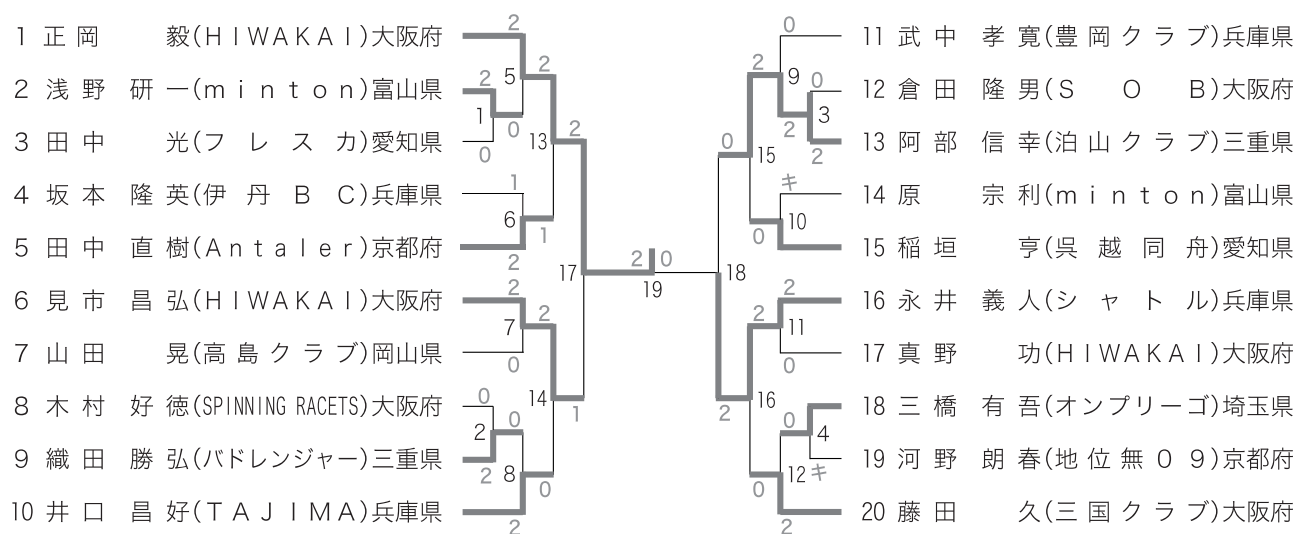 1 正岡 毅(HIWAKAI)大阪府
2 浅野 研一(minton)富山県
3 田中 光(フレスカ)愛知県
4 坂本 隆英(伊丹BC)兵庫県
5 田中 直樹(Antaler)京都府
6 見市 昌弘(HIWAKAI)大阪府
7 山田 晃(高島クラブ)岡山県
8 木村 好徳(SPINNING RACETS)大阪府
9 織田 勝弘(バドレンジャー)三重県
10 井口 昌好(TAJIMA)兵庫県
2
5
2
2
1
0
0
13
2
1
6
1
2
17
2
7
2
0
14
1
0
2
0
2
8
0
2
2 0
19
11 武中 孝寛(豊岡クラブ)兵庫県
12 倉田 隆男(SOB)大阪府
13 阿部 信幸(泊山クラブ)三重県
14 原 宗利(minton)富山県
15 稲垣 亨(呉越同舟)愛知県
16 永井 義人(シャトル)兵庫県
17 真野 功(HIWAKAI)大阪府
18 三橋 有吾(オンプリーゴ)埼玉県
19 河野 朗春(地位無09)京都府
20 藤田 久(三国クラブ)大阪府
0
2
9
0
3
2
2
0
15
キ
10
0
18
2
2
11
0
2
16
0
4
12
キ
0
2